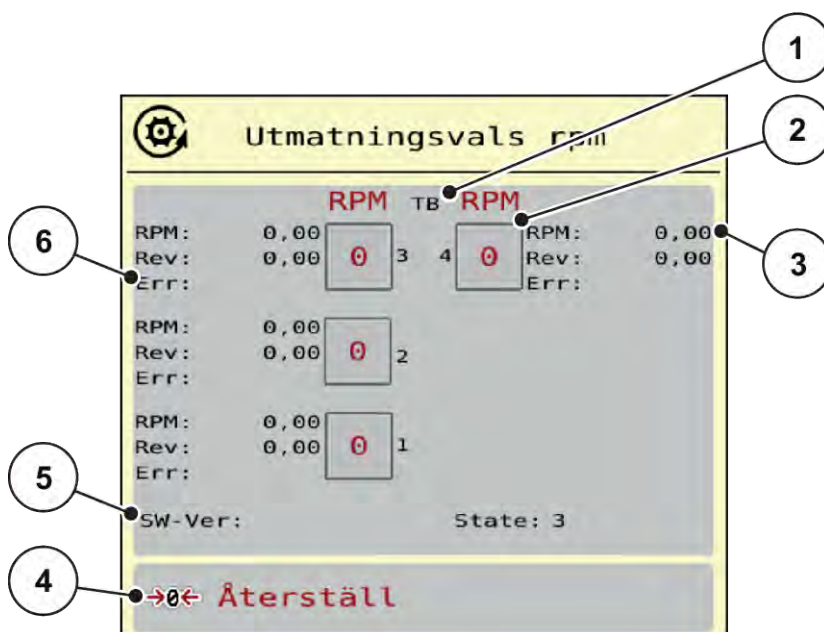 1
Utmatningsvals rpm
2
RPM TB RPM
RPM: 0,00 RPM: 0,00
6 Rev: 0,00 0 3 4 0 Rev: 0,00 3
Err: Err:
RPM: 0,00
Rev: 0,00 0 2
Err:
RPM: 0,00
Rev: 0,00 0 1
Err:
5
SW-Ver: State: 3
4 →0← Återställ